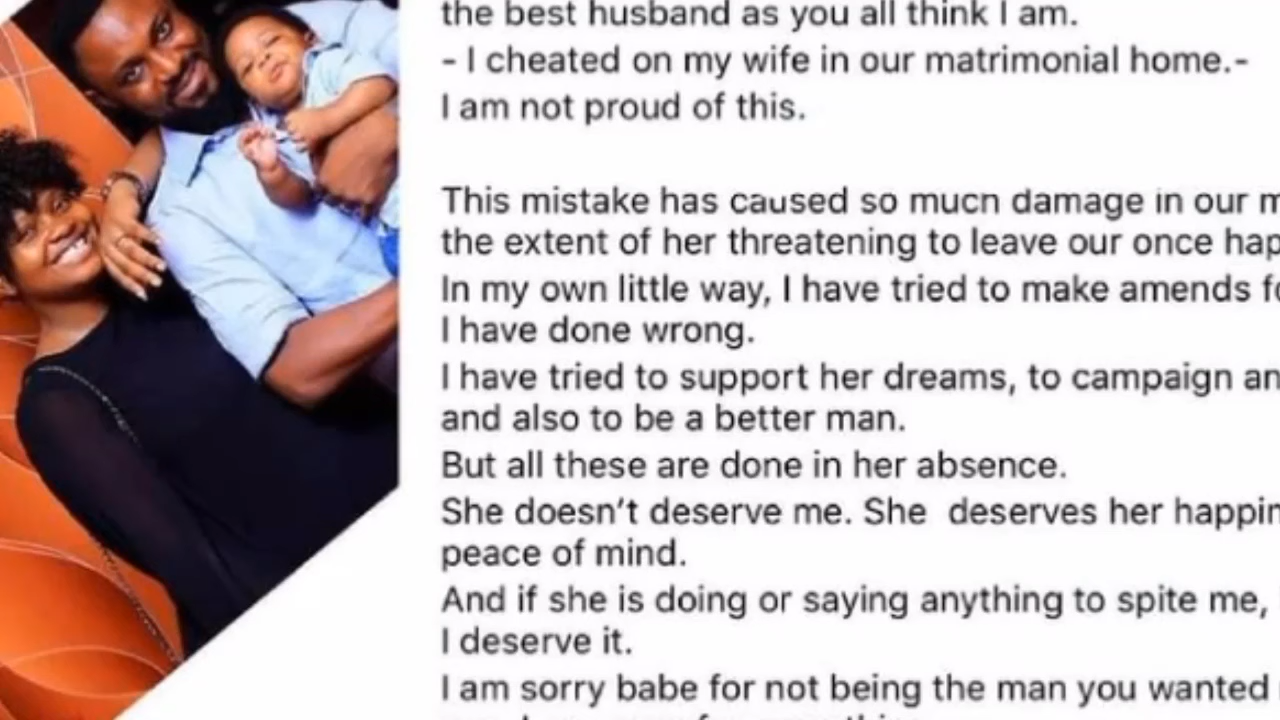 the best husband as you all think I am.
- I cheated on my wife in our matrimonial home.-
I am not proud of this.
This mistake has caused so much damage in our
the extent of her threatening to leave our once
In my own little way, I have tried to make amends
I have done wrong.
I have tried to support her dreams, to campaign
and also to be a better man.
But all these are done in her absence.
She doesn't deserve me. She deserves her
peace of mind.
And if she is doing or saying anything to spite me,
I deserve it.
I am sorry babe for not being the man you wanted